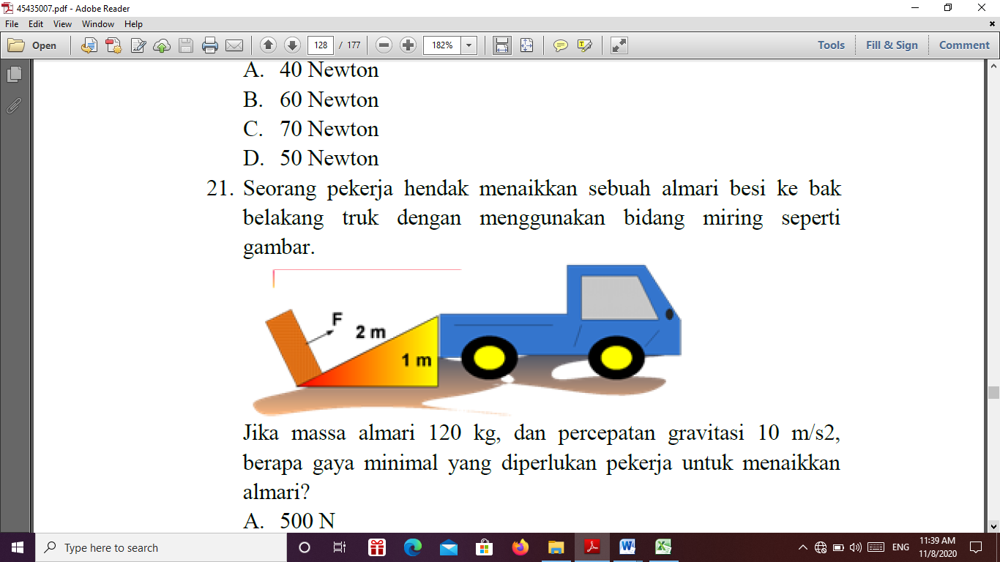 45435007.pdf - Adobe Reader
File Edit View Window Help
Open 128 / 177 182% Tools Fill & Sign Comment
A. 40 Newton
B. 60 Newton
C. 70 Newton
D. 50 Newton
21. Seorang pekerja hendak menaikkan sebuah almari besi ke bak
belakang truk dengan menggunakan bidang miring seperti
gambar.
F
2 m
1 m
Jika massa almari 120 kg, dan percepatan gravitasi 10 m/s2,
berapa gaya minimal yang diperlukan pekerja untuk menaikkan
almari?
A. 500 N
Type here to search
ENG
11:39 AM
11/8/2020